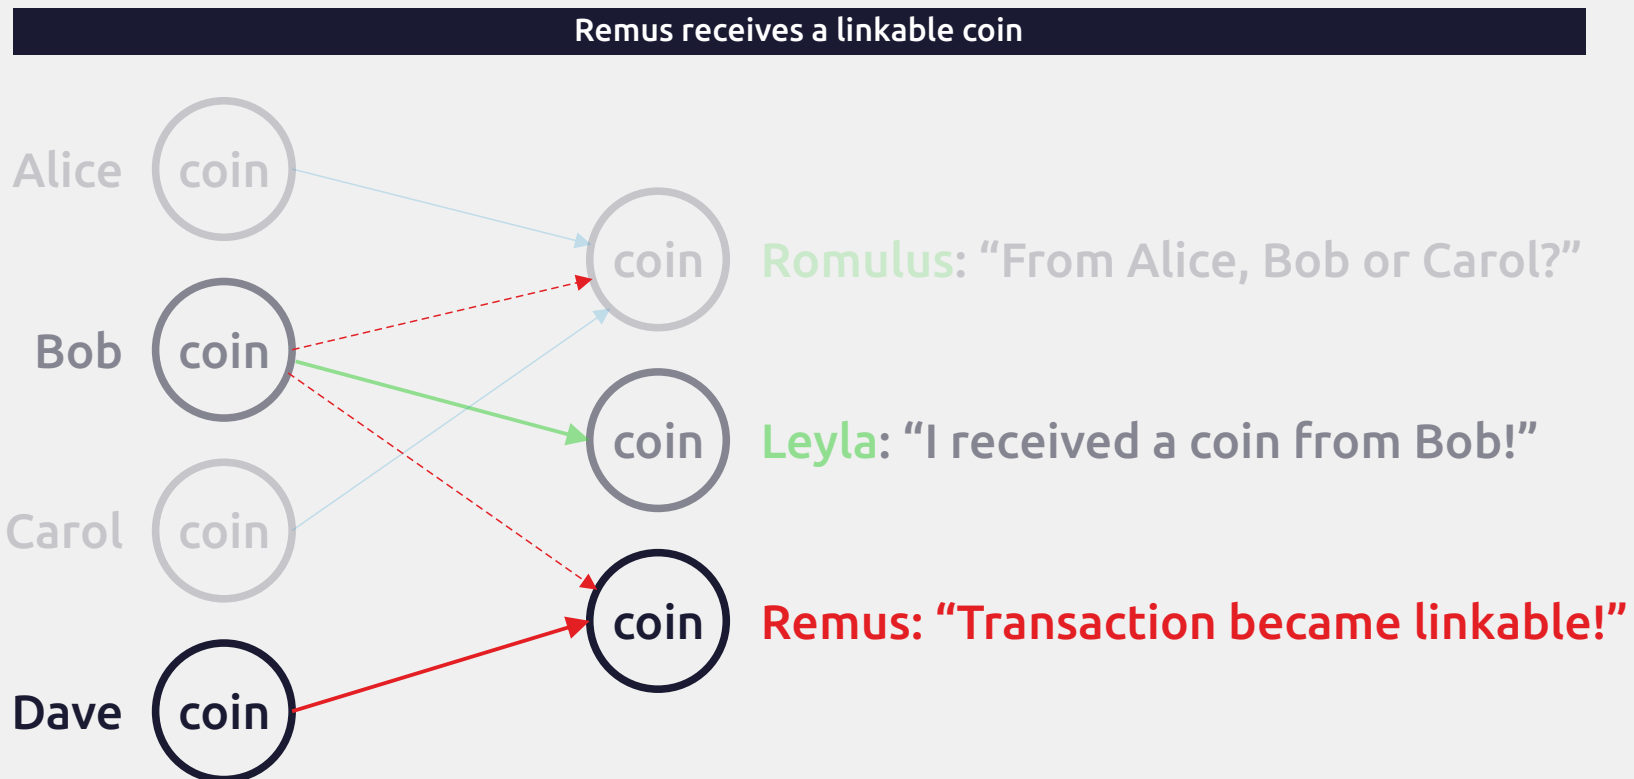 Remus receives a linkable coin
Alice coin
coin Romulus: “From Alice, Bob or Carol?”
Bob coin
coin Leyla: “I received a coin from Bob!”
Carol coin
coin Remus: “Transaction became linkable!”
Dave coin